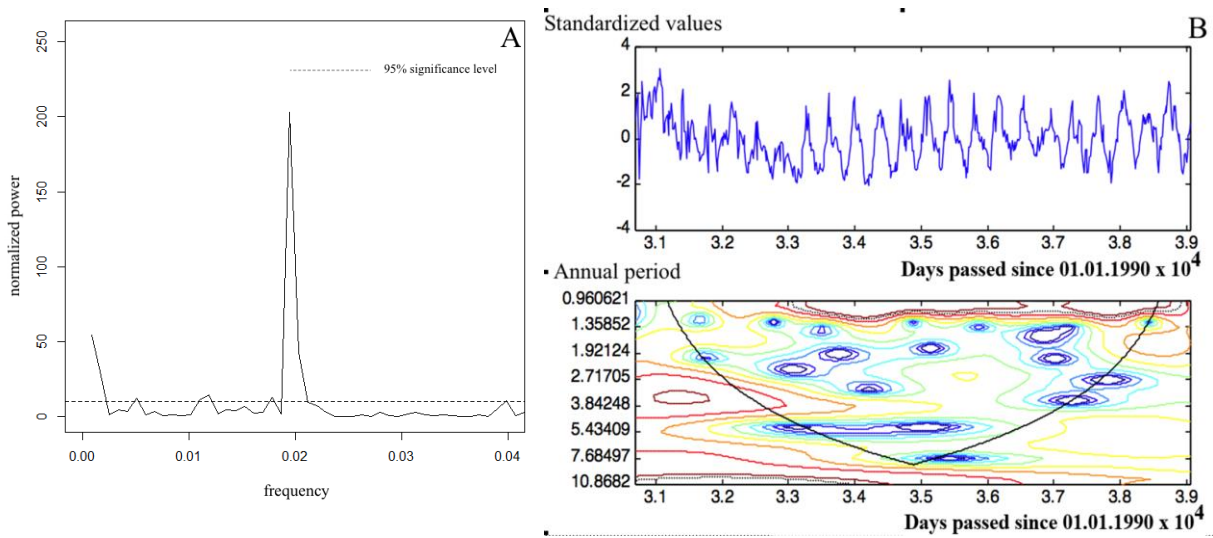 A
250
200
150
100
50
0
normalized power
95% significance level
0.00 0.01 0.02 0.03 0.04
frequency
Standardized values
B
4
2
0
-2
-4
3.1 3.2 3.3 3.4 3.5 3.6 3.7 3.8 3.9
Days passed since 01.01.1990 x 10^4
Annual period
0.960621
1.35852
1.92124
2.71705
3.84248
5.43409
7.68497
10.8682
3.1 3.2 3.3 3.4 3.5 3.6 3.7 3.8 3.9
Days passed since 01.01.1990 x 10^4